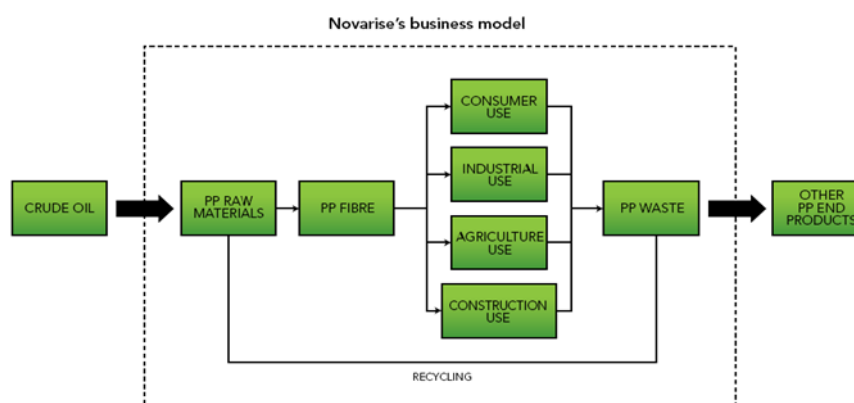 Novarise's business model
CRUDE OIL
PP RAW
MATERIALS
PP FIBRE
CONSUMER
USE
INDUSTRIAL
USE
AGRICULTURE
USE
CONSTRUCTION
USE
PP WASTE
OTHER
PP END
PRODUCTS
RECYCLING